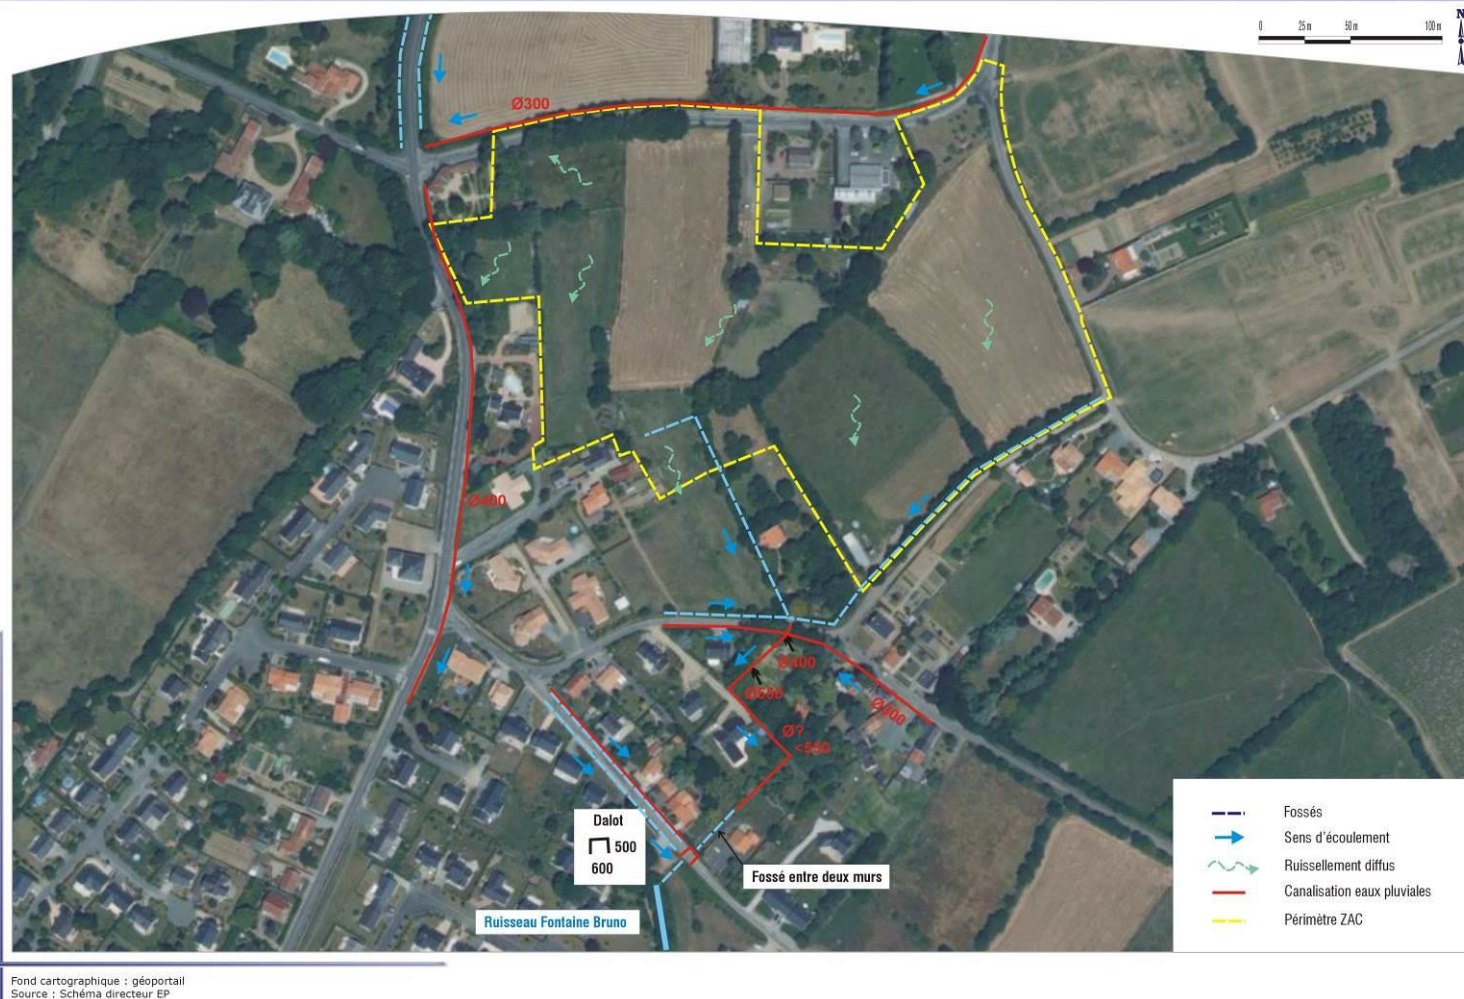 0 25 m 50 m 100 m
N
Ø300
Ø400
Ø400
Ø500
Ø300
Ø?
<550
Dalot
500
600
Fossé entre deux murs
Ruisseau Fontaine Bruno
Fossés
Sens d'écoulement
Ruissellement diffus
Canalisation eaux pluviales
Périmètre ZAC
Fond cartographique : géoportail
Source : Schéma directeur EP